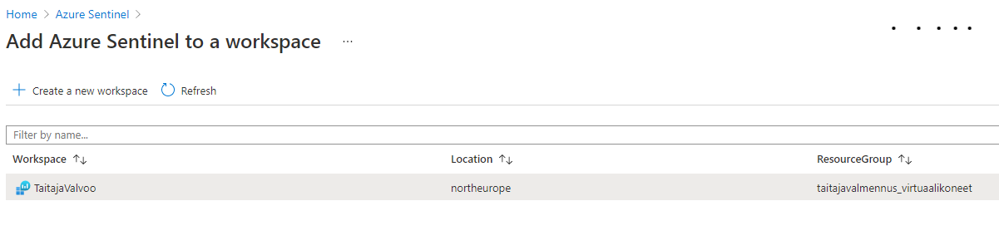 Home > Azure Sentinel >
Add Azure Sentinel to a workspace ...
+ Create a new workspace Refresh
Filter by name...
Workspace ↑↓ Location ↑↓ ResourceGroup ↑↓
TaitajaValvoo northeurope taitajavalmennus_virtuaalikoneet